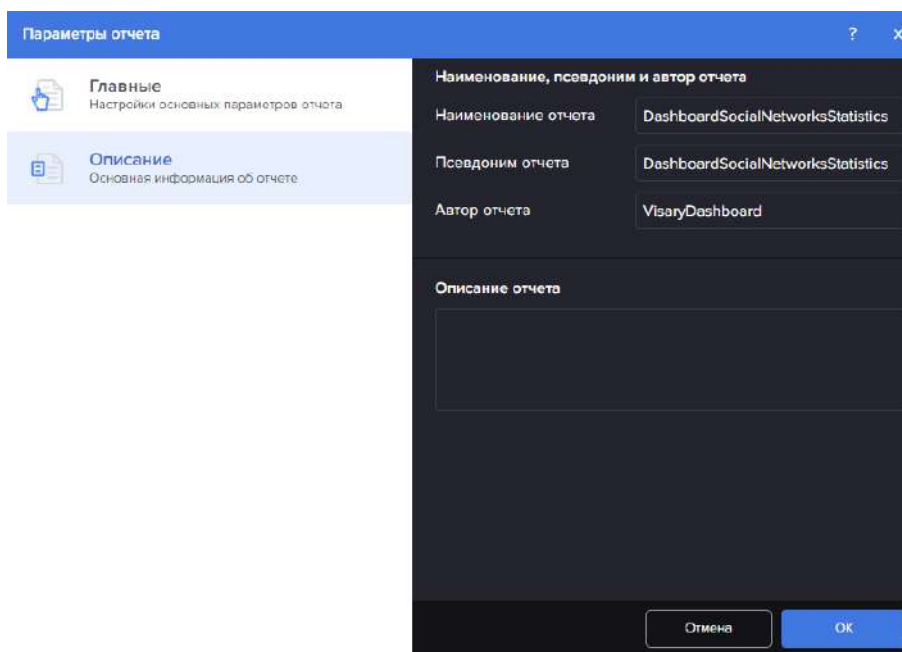 Параметры отчета ? x
Главные
Настройки основных параметров отчета
Описание
Основная информация об отчете
Наименование, псевдоним и автор отчета
Наименование отчета DashboardSocialNetworksStatistics
Псевдоним отчета DashboardSocialNetworksStatistics
Автор отчета VisaryDashboard
Описание отчета
Отмена OK